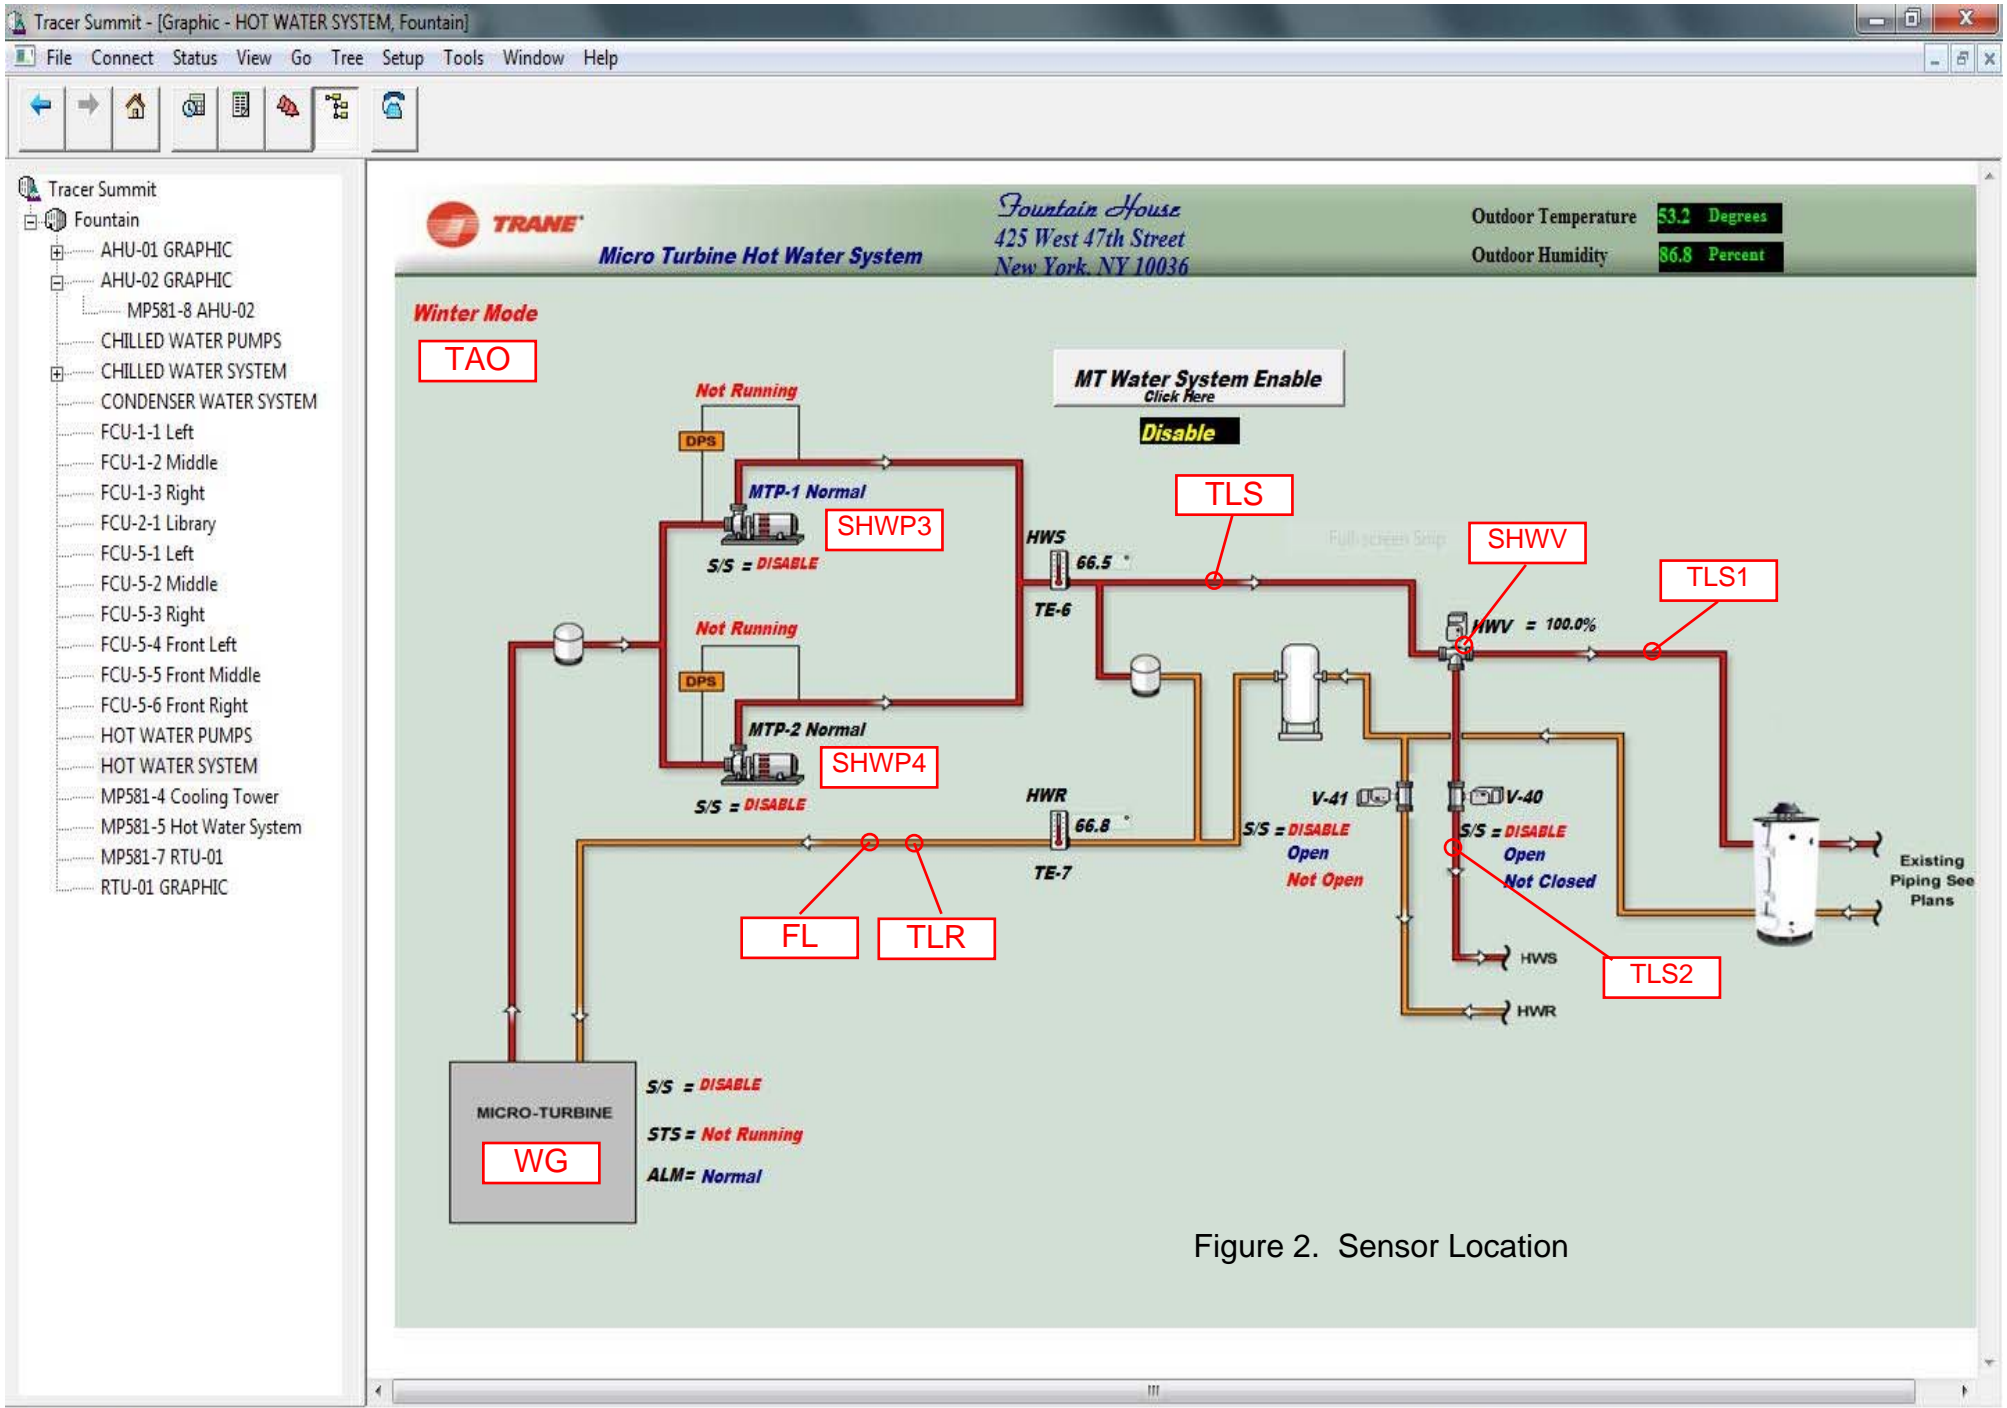 Tracer Summit - [Graphic - HOT WATER SYSTEM, Fountain]
File Connect Status View Go Tree Setup Tools Window Help
Tracer Summit
Fountain
AHU-01 GRAPHIC
AHU-02 GRAPHIC
MP581-8 AHU-02
CHILLED WATER PUMPS
CHILLED WATER SYSTEM
CONDENSER WATER SYSTEM
FCU-1-1 Left
FCU-1-2 Middle
FCU-1-3 Right
FCU-2-1 Library
FCU-5-1 Left
FCU-5-2 Middle
FCU-5-3 Right
FCU-5-4 Front Left
FCU-5-5 Front Middle
FCU-5-6 Front Right
HOT WATER PUMPS
HOT WATER SYSTEM
MP581-4 Cooling Tower
MP581-5 Hot Water System
MP581-7 RTU-01
RTU-01 GRAPHIC
TRANE
Micro Turbine Hot Water System
Fountain House
425 West 47th Street
New York, NY 10036
Outdoor Temperature 53.2 Degrees
Outdoor Humidity 86.8 Percent
Winter Mode
TAO
MT Water System Enable
Click Here
Disable
Not Running
DPS
MTP-1 Normal
SHWP3
S/S = DISABLE
Not Running
DPS
MTP-2 Normal
SHWP4
S/S = DISABLE
HWS
66.5 °
TE-6
TLS
Full-screen Snip
SHWV
TLS1
HWV = 100.0%
HWR
66.8 °
TE-7
V-41
S/S = DISABLE
Open
Not Open
V-40
S/S = DISABLE
Open
Not Closed
Existing
Piping See
Plans
FL
TLR
TLS2
HWS
HWR
MICRO-TURBINE
WG
S/S = DISABLE
STS = Not Running
ALM= Normal
Figure 2. Sensor Location